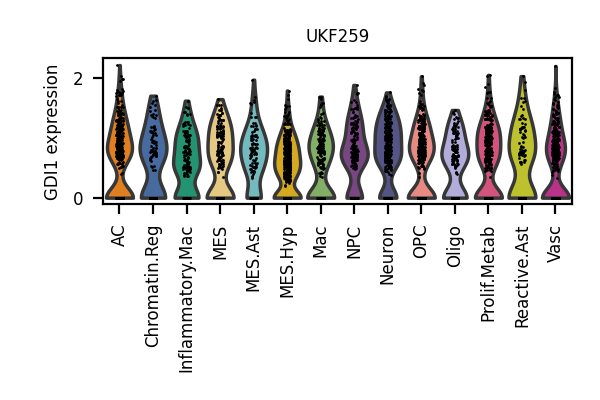 UKF259
GDI1 expression
2
0
AC
Chromatin.Reg
Inflammatory.Mac
MES
MES.Ast
MES.Hyp
Mac
NPC
Neuron
OPC
Oligo
Prolif.Metab
Reactive.Ast
Vasc